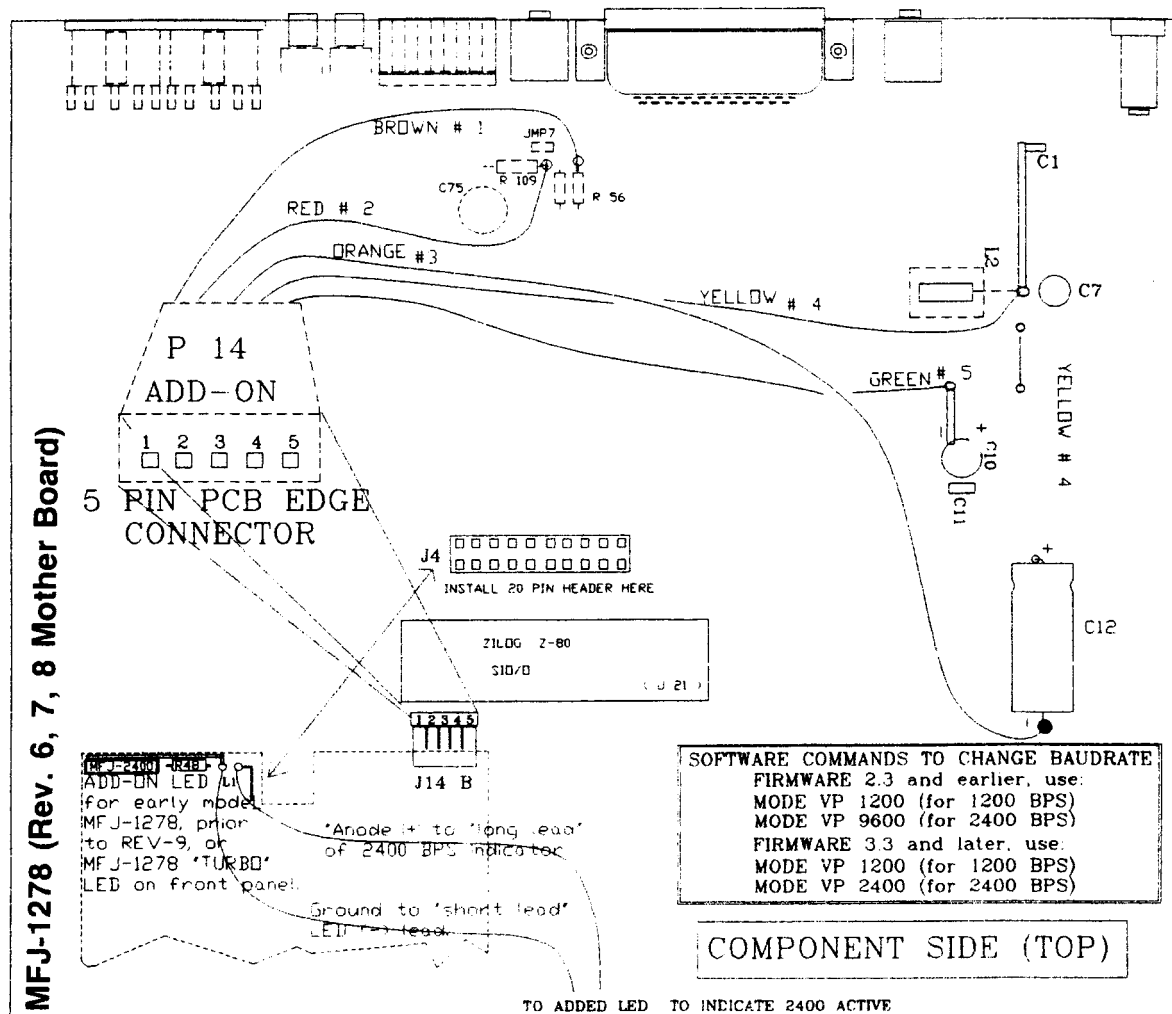 MFJ-1278 (Rev. 6, 7, 8 Mother Board)
BROWN # 1
JMP7
R 109
C75
R 56
RED # 2
ORANGE #3
YELLOW # 4
GREEN # 5
C1
L2
C7
YELLOW # 4
+
C10
C11
P 14
ADD-ON
1 2 3 4 5
5 PIN PCB EDGE
CONNECTOR
J4
INSTALL 20 PIN HEADER HERE
ZILOG Z-80
SIO/0
( U 21 )
+
C12
1 2 3 4 5
J14 B
MFJ-2400
R48
L1
ADD-ON LED
for early model
MFJ-1278, prior
to REV-9, or
MFJ-1278 "TURBO"
LED on front panel.
"Anode (+) to "long lead"
of 2400 BPS indicator
Ground to "short lead"
LED (-) lead.
SOFTWARE COMMANDS TO CHANGE BAUDRATE
FIRMWARE 2.3 and earlier, use:
MODE VP 1200 (for 1200 BPS)
MODE VP 9600 (for 2400 BPS)
FIRMWARE 3.3 and later, use:
MODE VP 1200 (for 1200 BPS)
MODE VP 2400 (for 2400 BPS)
COMPONENT SIDE (TOP)
TO ADDED LED TO INDICATE 2400 ACTIVE